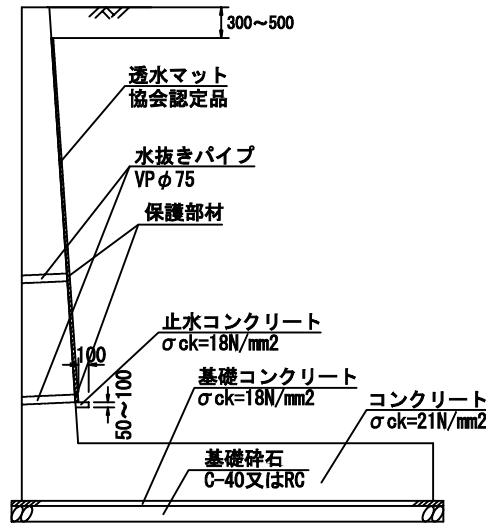 300～500
透水マット
協会認定品
水抜きパイプ
VPφ75
保護部材
止水コンクリート
σck=18N/mm2
100
50～100
基礎コンクリート
σck=18N/mm2
コンクリート
σck=21N/mm2
基礎砕石
C-40又はRC